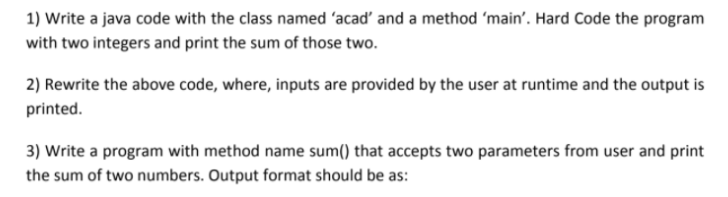 1) Write a java code with the class named ‘acad’ and a method ‘main’. Hard Code the program
with two integers and print the sum of those two.
2) Rewrite the above code, where, inputs are provided by the user at runtime and the output is
printed.
3) Write a program with method name sum() that accepts two parameters from user and print
the sum of two numbers. Output format should be as: